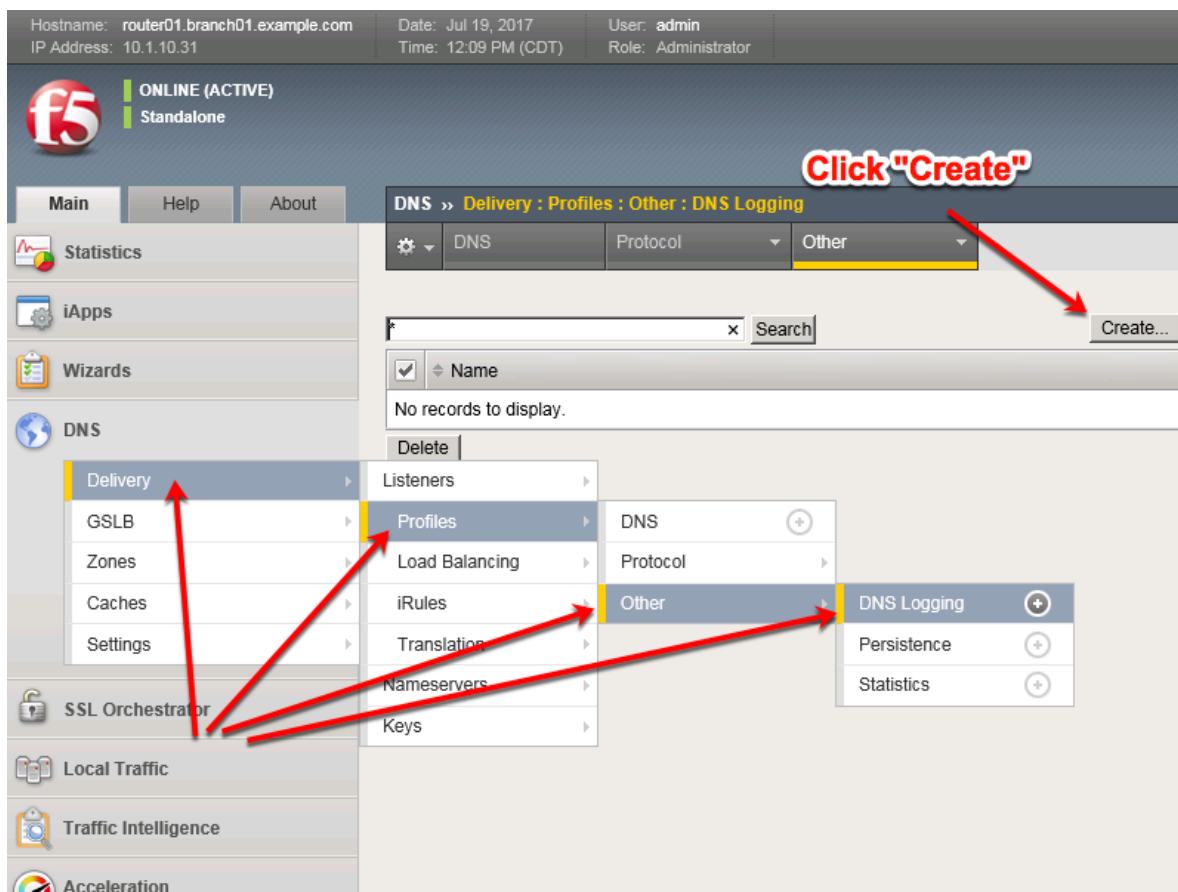 Hostname: router01.branch01.example.com Date: Jul 19, 2017 User: admin
IP Address: 10.1.10.31 Time: 12:09 PM (CDT) Role: Administrator
f5
ONLINE (ACTIVE)
Standalone
Click "Create"
Main Help About
DNS » Delivery : Profiles : Other : DNS Logging
DNS Protocol Other
Statistics
iApps
* × Search Create...
Wizards
Name
No records to display.
DNS
Delete
Delivery Listeners
GSLB Profiles DNS
Zones Load Balancing Protocol
Caches iRules Other DNS Logging
Settings Translation Persistence
Nameservers Statistics
SSL Orchestrator
Keys
Local Traffic
Traffic Intelligence
Acceleration